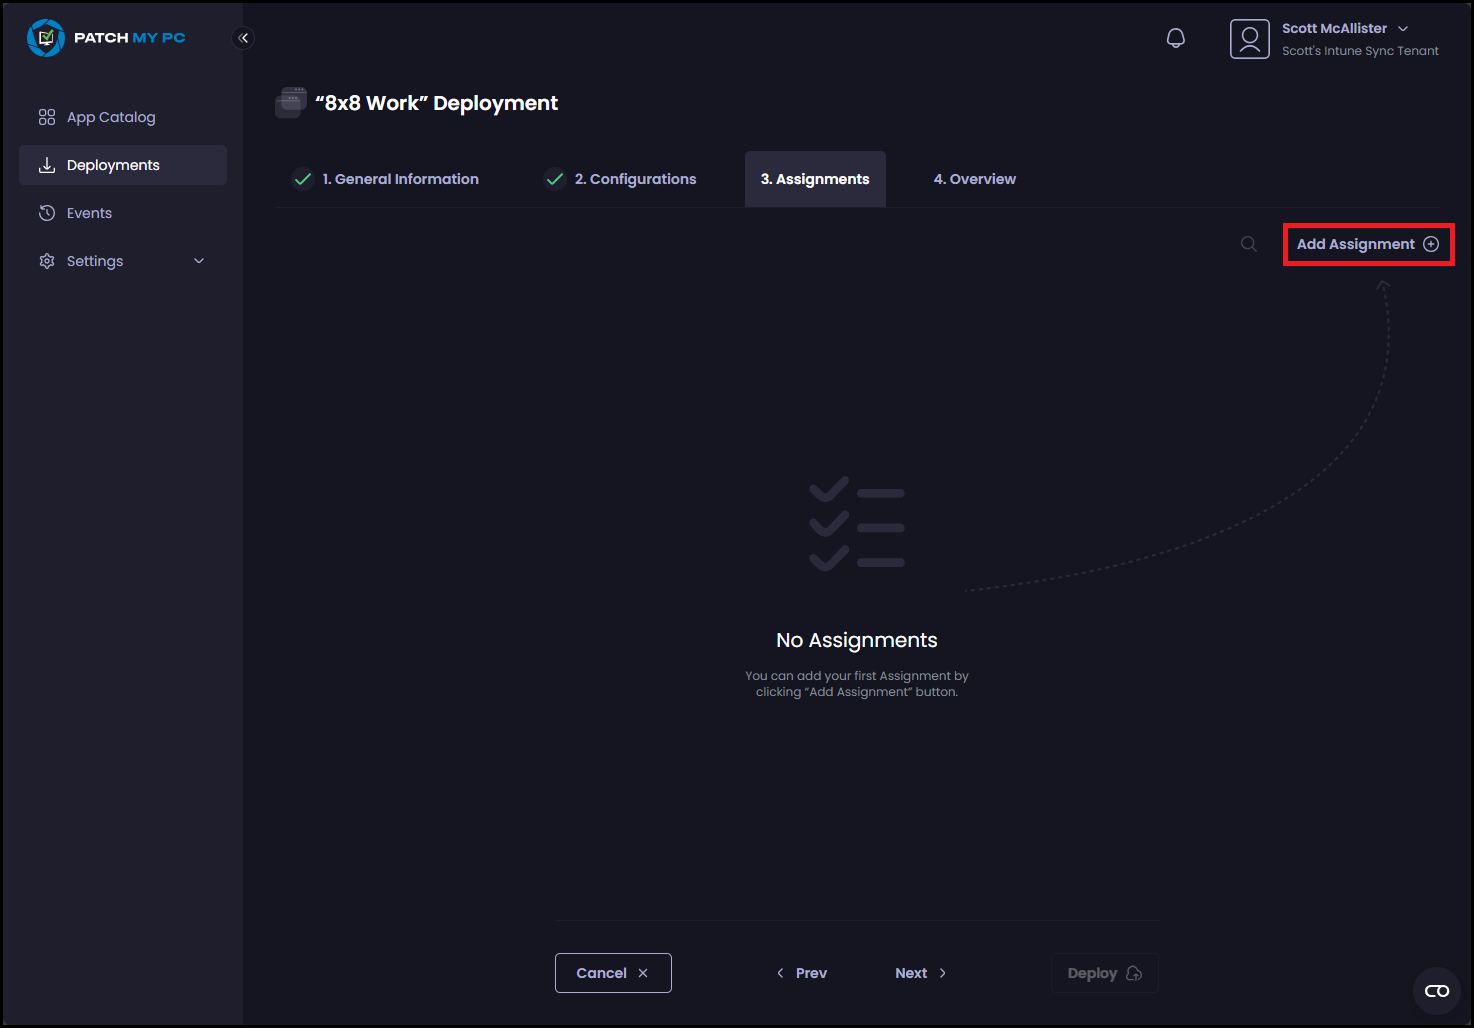 PATCH MY PC
Scott McAllister
Scott's Intune Sync Tenant
App Catalog
Deployments
Events
Settings
“8x8 Work” Deployment
1. General Information
2. Configurations
3. Assignments
4. Overview
Add Assignment
No Assignments
You can add your first Assignment by
clicking “Add Assignment” button.
Cancel
Prev
Next
Deploy